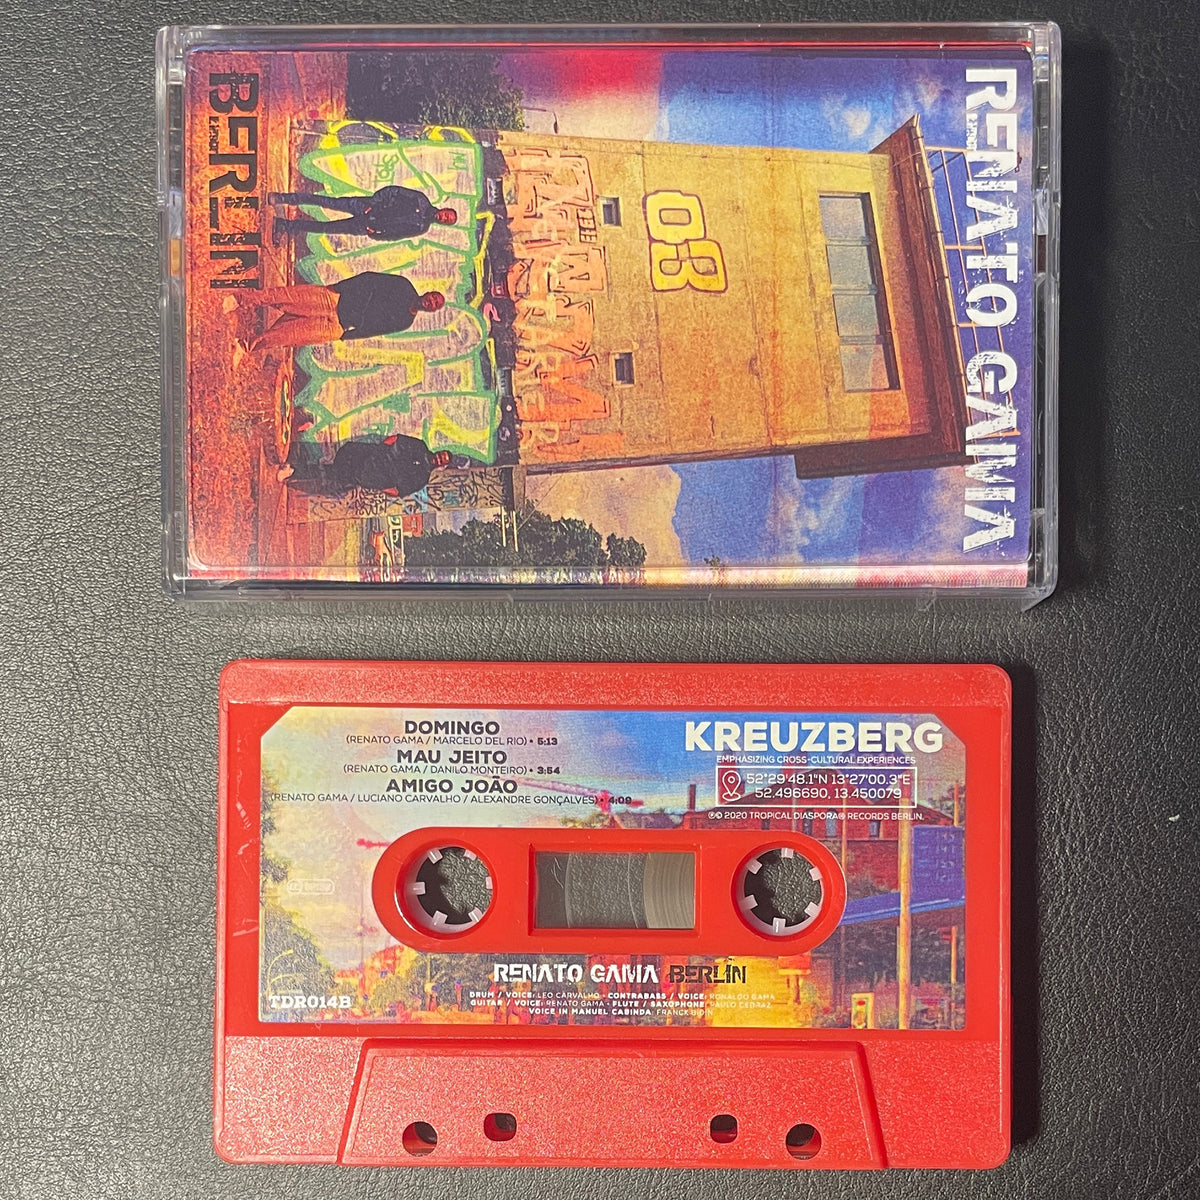 RENATO GAMA
BERLIN
08
DOMINGO
(RENATO GAMA / MARCELO DEL RIO) • 5:13
MAU JEITO
(RENATO GAMA / DANILO MONTEIRO) • 3:54
AMIGO JOÃO
(RENATO GAMA / LUCIANO CARVALHO / ALEXANDRE GONÇALVES) • 4:09
KREUZBERG
EMPHASIZING CROSS-CULTURAL EXPERIENCES
52°29'48.1"N 13°27'00.3"E
52.496690, 13.450079
℗© 2020 TROPICAL DIASPORA® RECORDS BERLIN.
TDR014B
RENATO GAMA BERLIN
DRUM / VOICE: LEO CARVALHO • CONTRABASS / VOICE: RONALDO GAMA
GUITAR / VOICE: RENATO GAMA • FLUTE / SAXOPHONE: PAULO CEDRAZ
VOICE IN MANUEL CABINDA: FRANCK